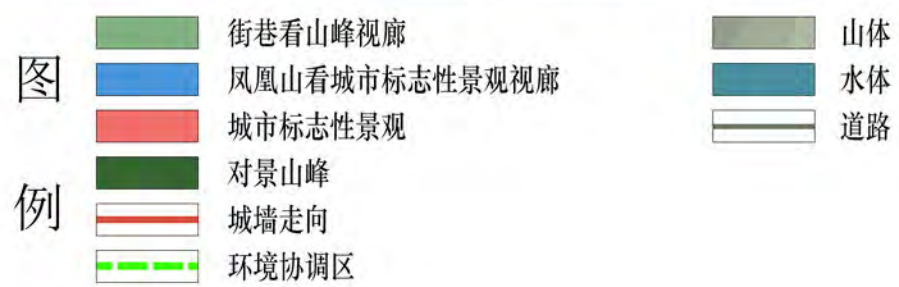 图例
街巷看山峰视廊
凤凰山看城市标志性景观视廊
城市标志性景观
对景山峰
城墙走向
环境协调区
山体
水体
道路